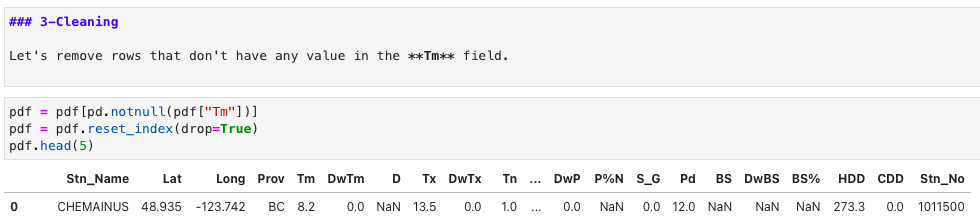 ### 3-Cleaning
Let's remove rows that don't have any value in the **Tm** field.
pdf = pdf[pd.notnull(pdf["Tm"])]
pdf = pdf.reset_index(drop=True)
pdf.head(5)
Stn_Name Lat Long Prov Tm DwTm D Tx DwTx Tn ... DwP P%N S_G Pd BS DwBS BS% HDD CDD Stn_No
0 CHEMAINUS 48.935 -123.742 BC 8.2 0.0 NaN 13.5 0.0 1.0 ... 0.0 NaN 0.0 12.0 NaN NaN NaN 273.3 0.0 1011500